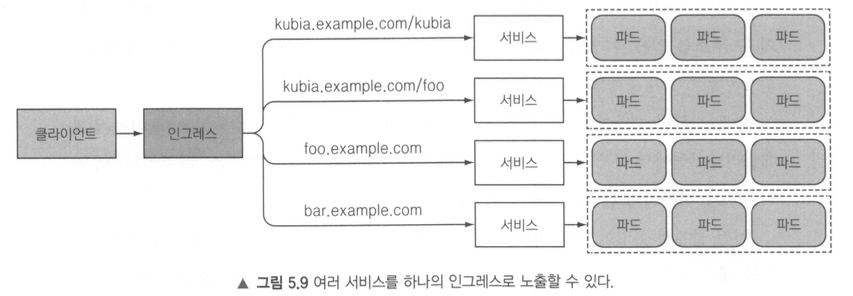 kubia.example.com/kubia
서비스
파드
파드
파드
kubia.example.com/foo
서비스
파드
파드
파드
클라이언트
인그레스
foo.example.com
서비스
파드
파드
파드
bar.example.com
서비스
파드
파드
파드
▲ 그림 5.9 여러 서비스를 하나의 인그레스로 노출할 수 있다.